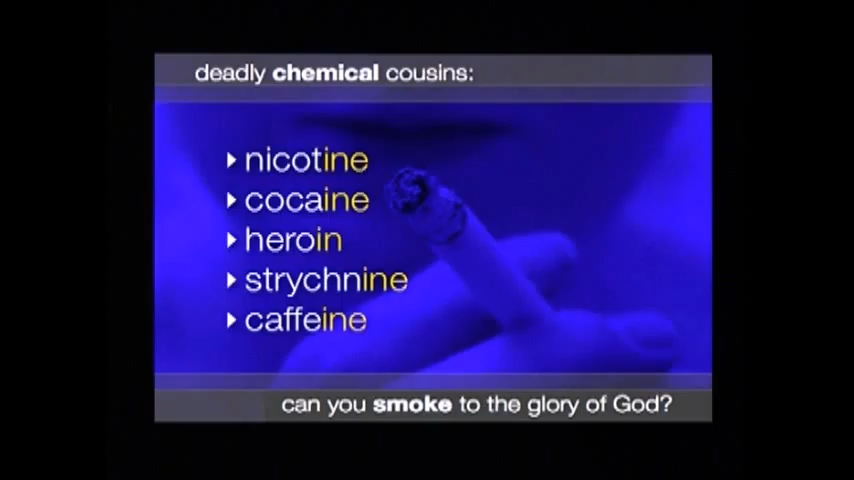 deadly chemical cousins:
nicotine
cocaine
heroin
strychnine
caffeine
can you smoke to the glory of God?